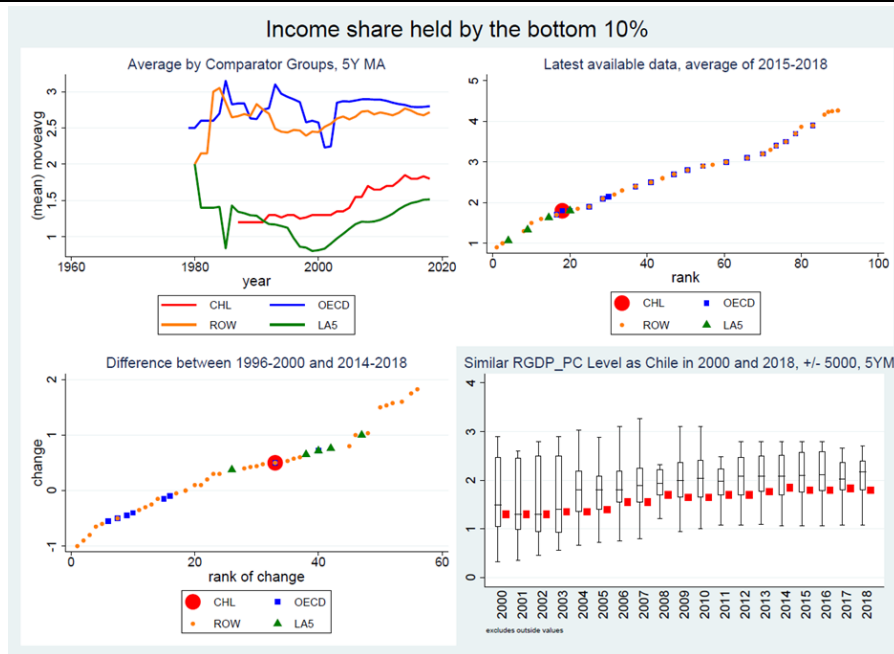 Income share held by the bottom 10%
Average by Comparator Groups, 5Y MA
(mean) moveavg
3
2.5
2
1.5
1
1960
1980
2000
2020
year
CHL
OECD
ROW
LA5
Latest available data, average of 2015-2018
5
4
3
2
1
0
20
40
60
80
100
rank
CHL
OECD
ROW
LA5
Difference between 1996-2000 and 2014-2018
change
2
1
0
-1
0
20
40
60
rank of change
CHL
OECD
ROW
LA5
Similar RGDP_PC Level as Chile in 2000 and 2018, +/- 5000, 5YM
4
3
2
1
0
2000
2001
2002
2003
2004
2005
2006
2007
2008
2009
2010
2011
2012
2013
2014
2015
2016
2017
2018
excludes outside values